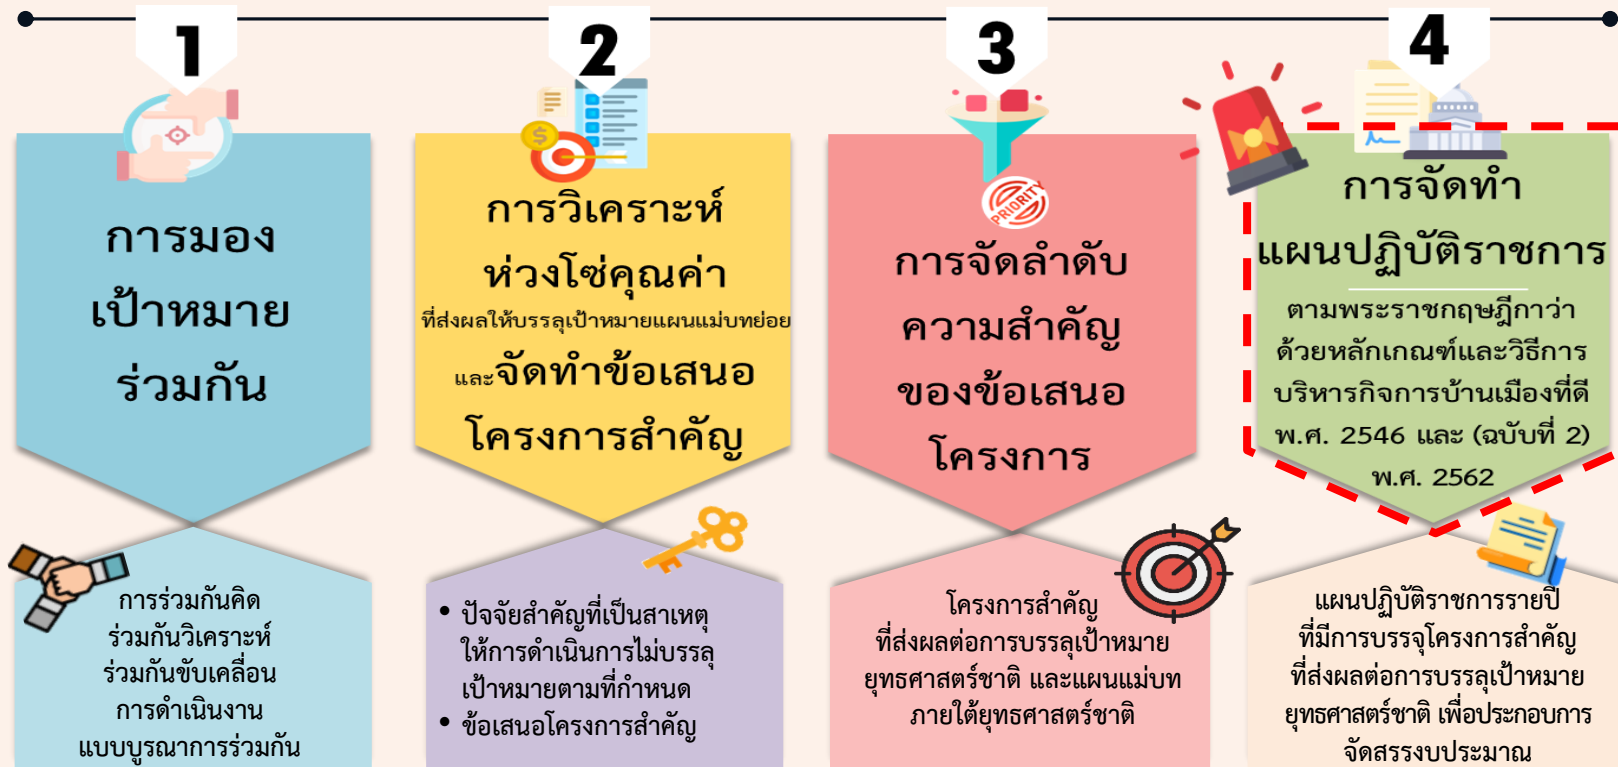 1
การมอง
เป้าหมาย
ร่วมกัน
การร่วมกันคิด
ร่วมกันวิเคราะห์
ร่วมกันขับเคลื่อน
การดำเนินงาน
แบบบูรณาการร่วมกัน
2
การวิเคราะห์
ห่วงโซ่คุณค่า
ที่ส่งผลให้บรรลุเป้าหมายแผนแม่บทย่อย
และจัดทำข้อเสนอ
โครงการสำคัญ
• ปัจจัยสำคัญที่เป็นสาเหตุ
ให้การดำเนินการไม่บรรลุ
เป้าหมายตามที่กำหนด
• ข้อเสนอโครงการสำคัญ
3
PRIORITY
การจัดลำดับ
ความสำคัญ
ของข้อเสนอ
โครงการ
โครงการสำคัญ
ที่ส่งผลต่อการบรรลุเป้าหมาย
ยุทธศาสตร์ชาติ และแผนแม่บท
ภายใต้ยุทธศาสตร์ชาติ
4
การจัดทำ
แผนปฏิบัติราชการ
ตามพระราชกฤษฎีกาว่า
ด้วยหลักเกณฑ์และวิธีการ
บริหารกิจการบ้านเมืองที่ดี
พ.ศ. 2546 และ (ฉบับที่ 2)
พ.ศ. 2562
แผนปฏิบัติราชการรายปี
ที่มีการบรรจุโครงการสำคัญ
ที่ส่งผลต่อการบรรลุเป้าหมาย
ยุทธศาสตร์ชาติ เพื่อประกอบการ
จัดสรรงบประมาณ